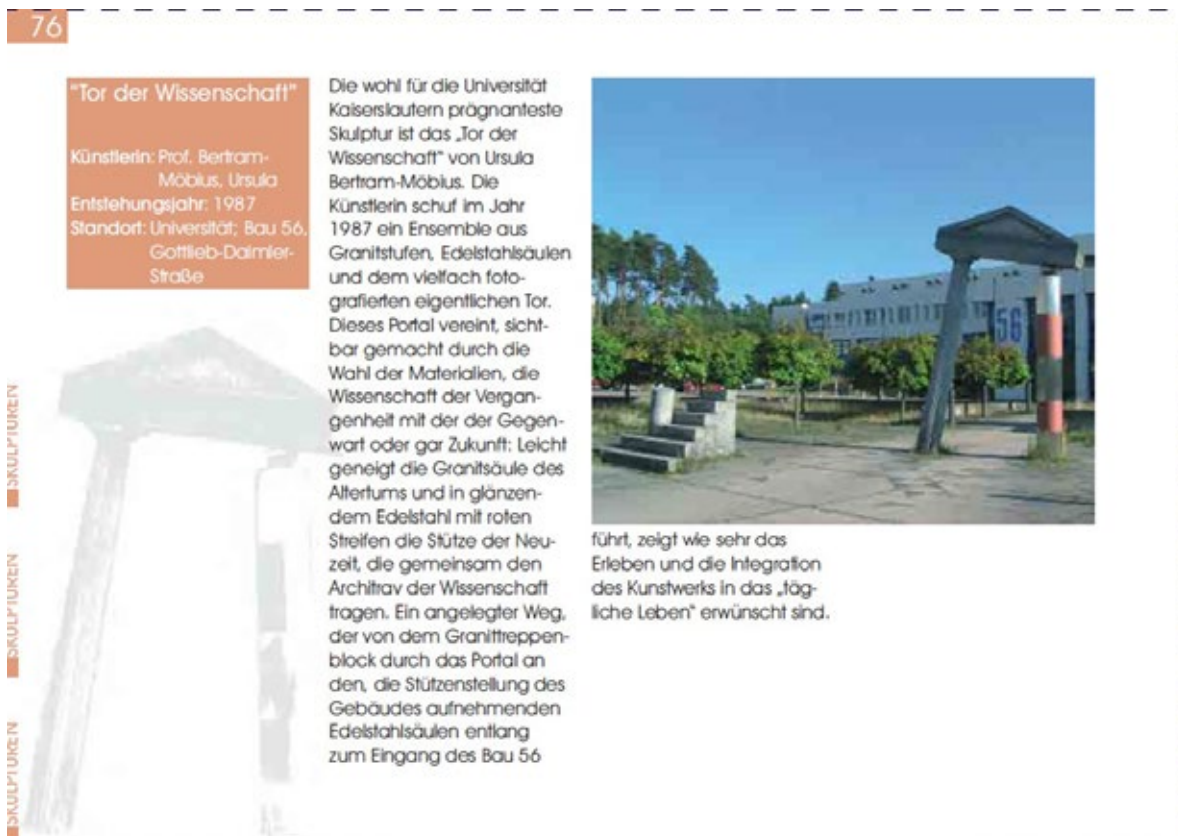 76
"Tor der Wissenschaft"
Künstlerin: Prof. Bertram-
Möbius, Ursula
Entstehungsjahr: 1987
Standort: Universität; Bau 56,
Gottlieb-Daimler-
Straße
Die wohl für die Universität
Kaiserslautern prägnanteste
Skulptur ist das „Tor der
Wissenschaft" von Ursula
Bertram-Möbius. Die
Künstlerin schuf im Jahr
1987 ein Ensemble aus
Granitstufen, Edelstahlsäulen
und dem vielfach foto-
grafierten eigentlichen Tor.
Dieses Portal vereint, sicht-
bar gemacht durch die
Wahl der Materialien, die
Wissenschaft der Vergan-
genheit mit der der Gegen-
wart oder gar Zukunft: Leicht
geneigt die Granitsäule des
Altertums und in glänzen-
dem Edelstahl mit roten
Streifen die Stütze der Neu-
zeit, die gemeinsam den
Architrav der Wissenschaft
tragen. Ein angelegter Weg,
der von dem Granittreppen-
block durch das Portal an
den, die Stützenstellung des
Gebäudes aufnehmenden
Edelstahlsäulen entlang
zum Eingang des Bau 56
56
führt, zeigt wie sehr das
Erleben und die Integration
des Kunstwerks in das „täg-
liche Leben" erwünscht sind.
SKULPTUREN
SKULPTUREN
SKULPTUREN